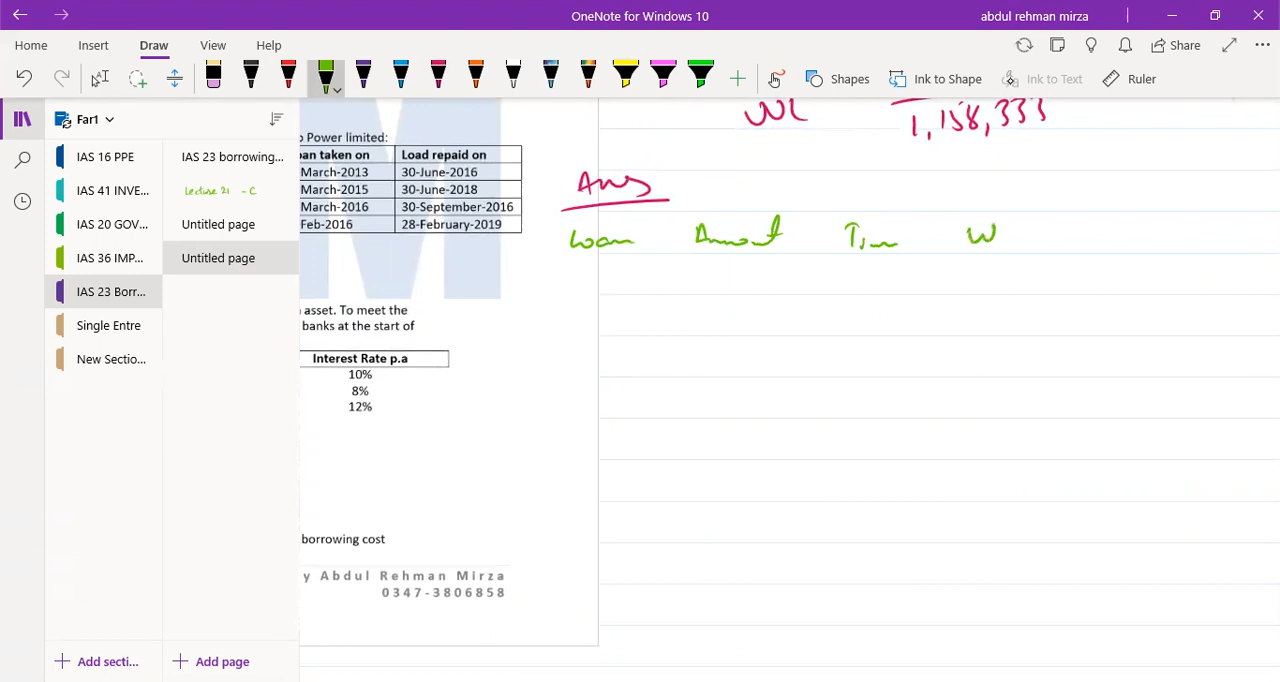 OneNote for Windows 10
abdul rehman mirza
Home Insert Draw View Help
Share
Shapes Ink to Shape Ink to Text Ruler
Far1
IAS 16 PPE
IAS 41 INVE...
IAS 20 GOV...
IAS 36 IMP...
IAS 23 Borr...
Single Entre
New Sectio...
Add secti...
IAS 23 borrowing...
Lecture 21 - C
Untitled page
Untitled page
Add page
o Power limited:
oan taken on Load repaid on
March-2013 30-June-2016
March-2015 30-June-2018
March-2016 30-September-2016
Feb-2016 28-February-2019
asset. To meet the
banks at the start of
Interest Rate p.a
10%
8%
12%
borrowing cost
y Abdul Rehman Mirza
0347-3806858
1,158,333
Ans
Loan Amount Time W